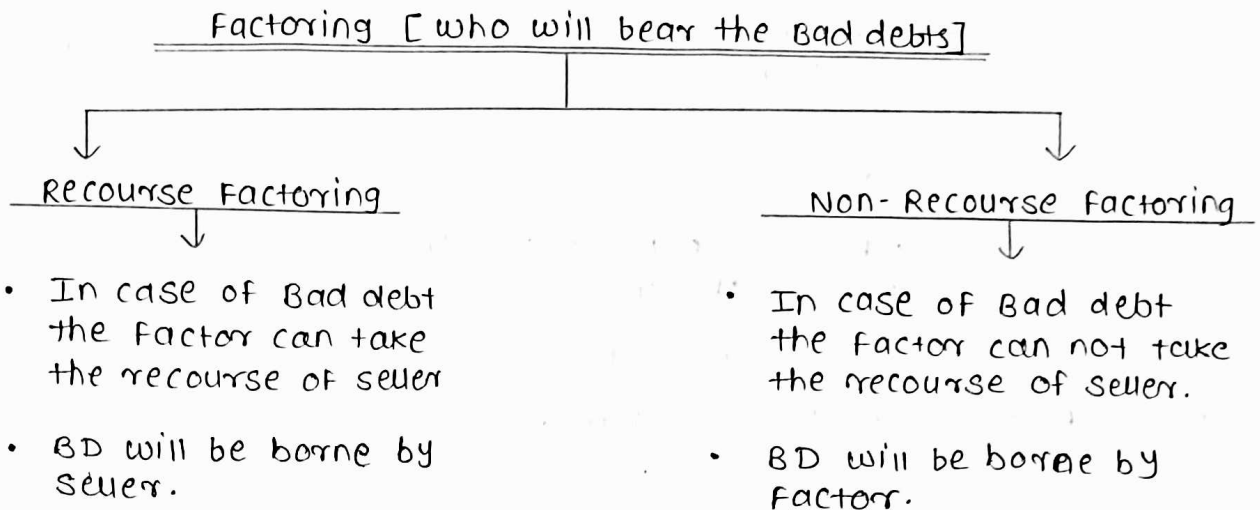 Factoring [who will bear the Bad debts]
Recourse Factoring
Non-Recourse Factoring
• In case of Bad debt
the Factor can take
the recourse of seller
• BD will be borne by
seller.
• In case of Bad debt
the factor can not take
the recourse of seller.
• BD will be borne by
Factor.